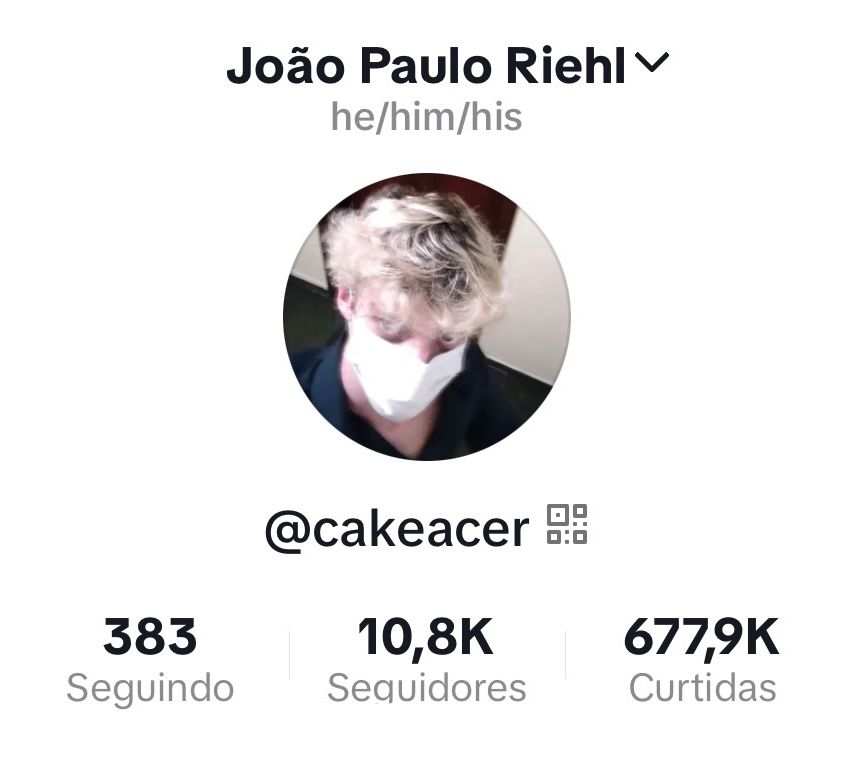 João Paulo Riehl
he/him/his
@cakeacer
383 10,8K 677,9K
Seguindo Seguidores Curtidas